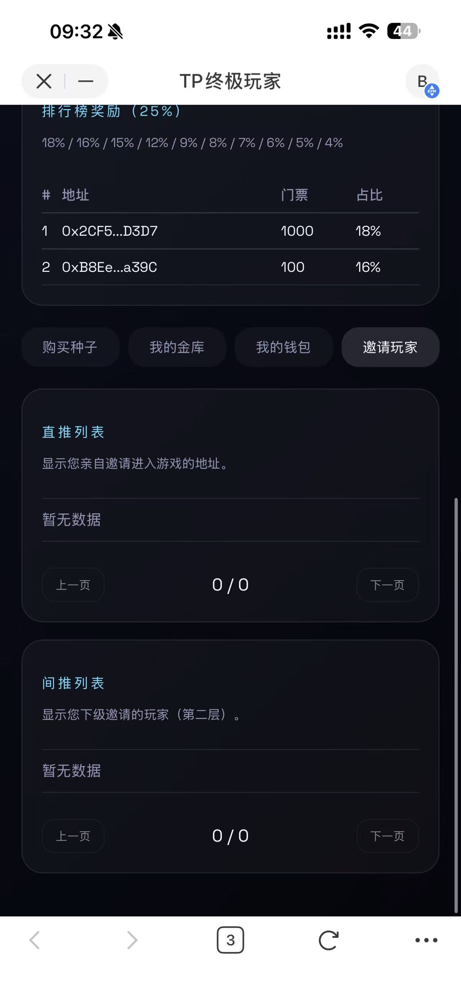 09:32
44
TP终极玩家
B
EVM
排行榜奖励（25%）
18% / 16% / 15% / 12% / 9% / 8% / 7% / 6% / 5% / 4%
# 地址 门票 占比
1 0x2CF5...D3D7 1000 18%
2 0xB8Ee...a39C 100 16%
购买种子 我的金库 我的钱包 邀请玩家
直推列表
显示您亲自邀请进入游戏的地址。
暂无数据
上一页 0 / 0 下一页
间推列表
显示您下级邀请的玩家（第二层）。
暂无数据
上一页 0 / 0 下一页
3